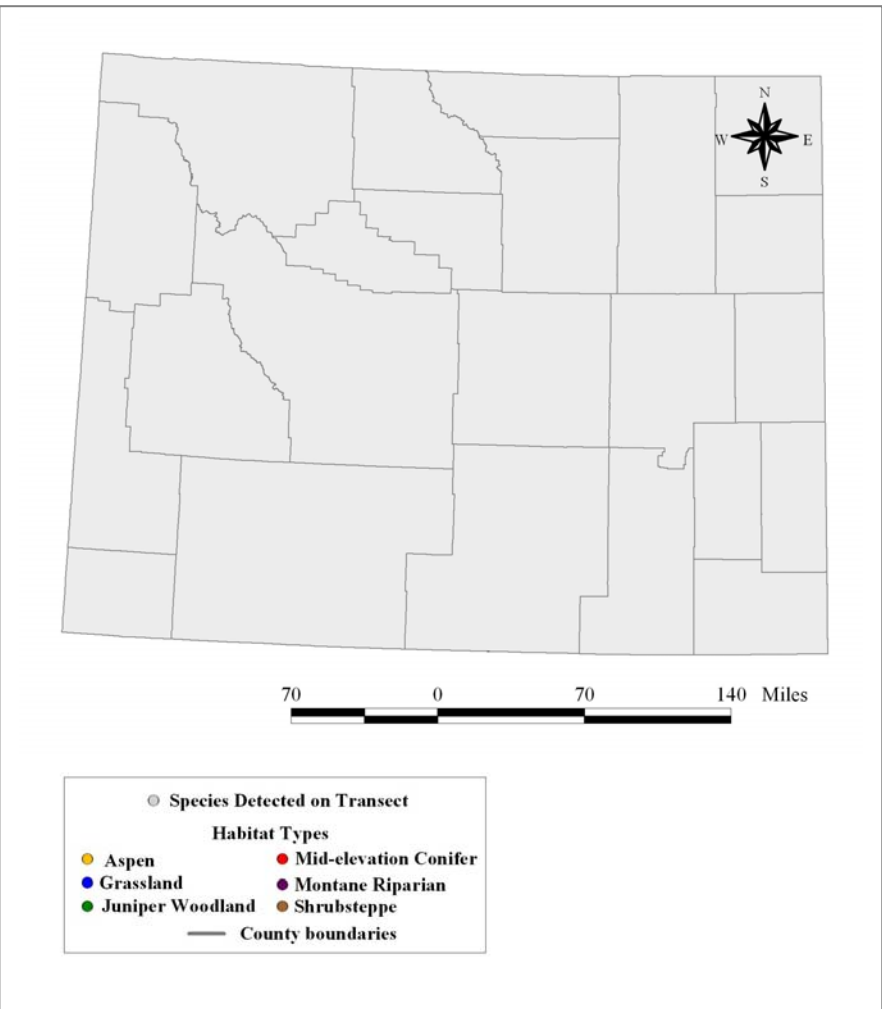 N
W E
S
70 0 70 140 Miles
Species Detected on Transect
Habitat Types
Aspen Mid-elevation Conifer
Grassland Montane Riparian
Juniper Woodland Shrubsteppe
County boundaries